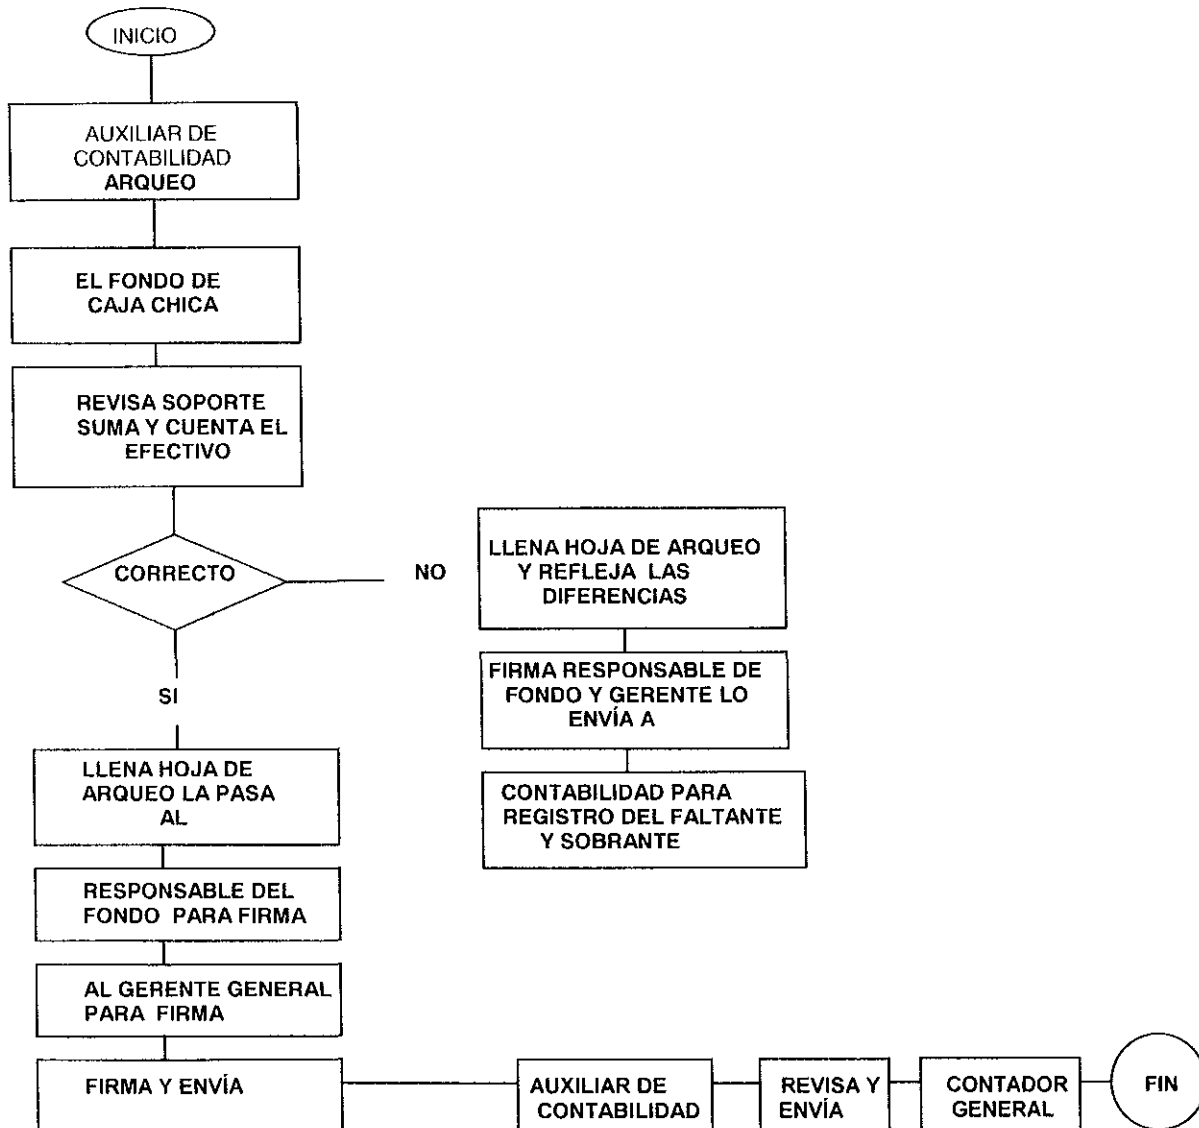 INICIO
AUXILIAR DE
CONTABILIDAD
ARQUEO
EL FONDO DE
CAJA CHICA
REVISA SOPORTE
SUMA Y CUENTA EL
EFECTIVO
CORRECTO
NO
LLENA HOJA DE ARQUEO
Y REFLEJA LAS
DIFERENCIAS
FIRMA RESPONSABLE DE
FONDO Y GERENTE LO
ENVÍA A
CONTABILIDAD PARA
REGISTRO DEL FALTANTE
Y SOBRANTE
SI
LLENA HOJA DE
ARQUEO LA PASA
AL
RESPONSABLE DEL
FONDO PARA FIRMA
AL GERENTE GENERAL
PARA FIRMA
FIRMA Y ENVÍA
AUXILIAR DE
CONTABILIDAD
REVISA Y
ENVÍA
CONTADOR
GENERAL
FIN